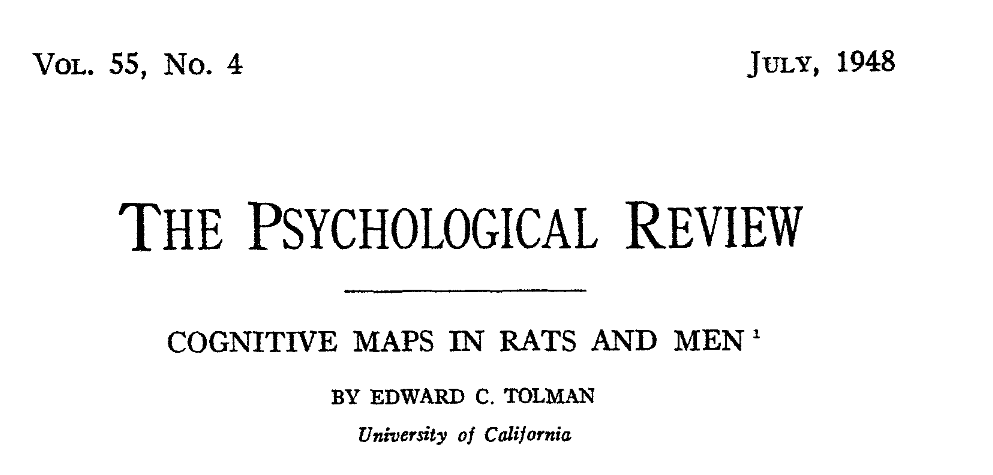 VOL. 55, NO. 4
JULY, 1948
THE PSYCHOLOGICAL REVIEW
COGNITIVE MAPS IN RATS AND MEN ¹
BY EDWARD C. TOLMAN
University of California